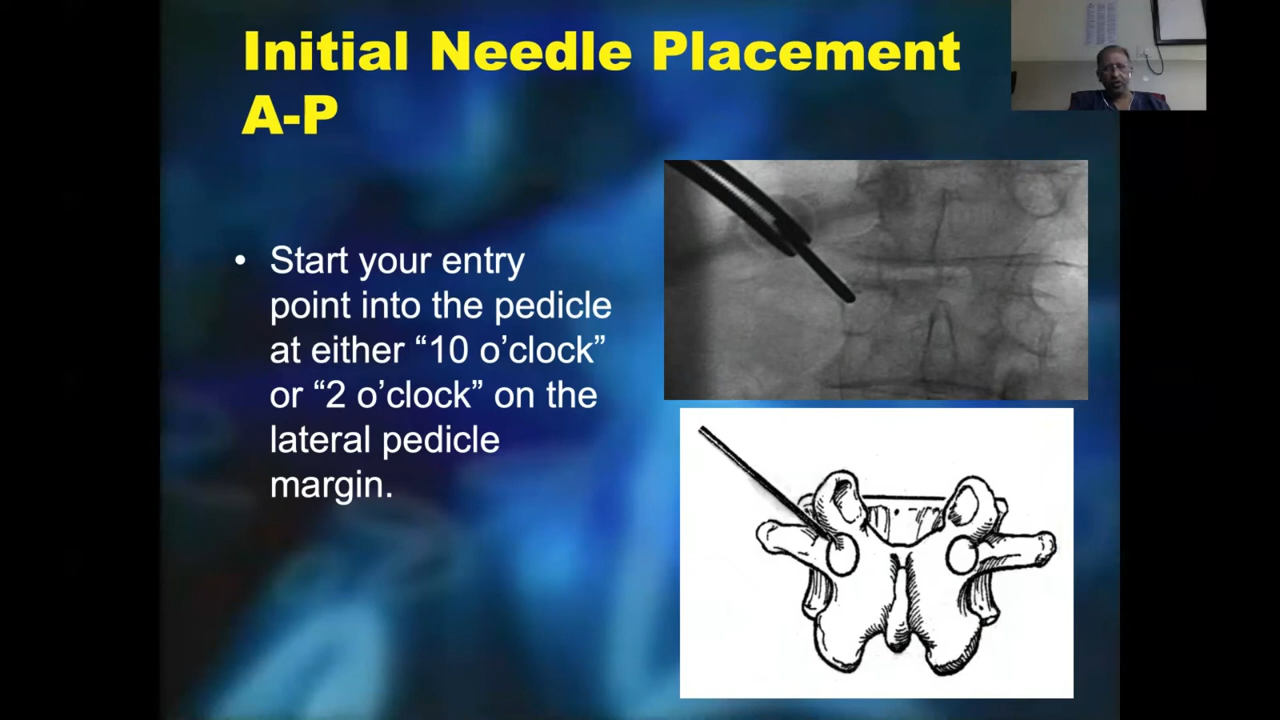 Initial Needle Placement
A-P
• Start your entry
point into the pedicle
at either “10 o’clock”
or “2 o’clock” on the
lateral pedicle
margin.